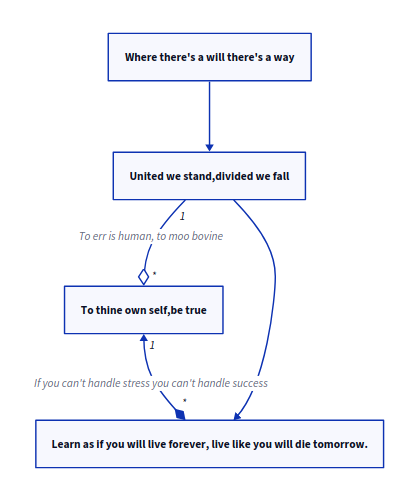 Where there's a will there's a way
United we stand,divided we fall
1
To err is human, to moo bovine
*
To thine own self,be true
1
If you can't handle stress you can't handle success
*
Learn as if you will live forever, live like you will die tomorrow.